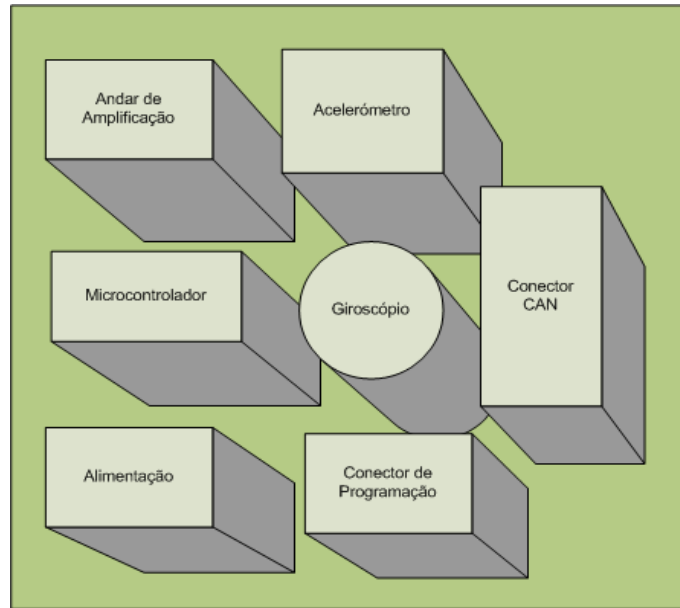 Andar de
Amplificação
Acelerómetro
Microcontrolador
Giroscópio
Conector
CAN
Alimentação
Conector de
Programação